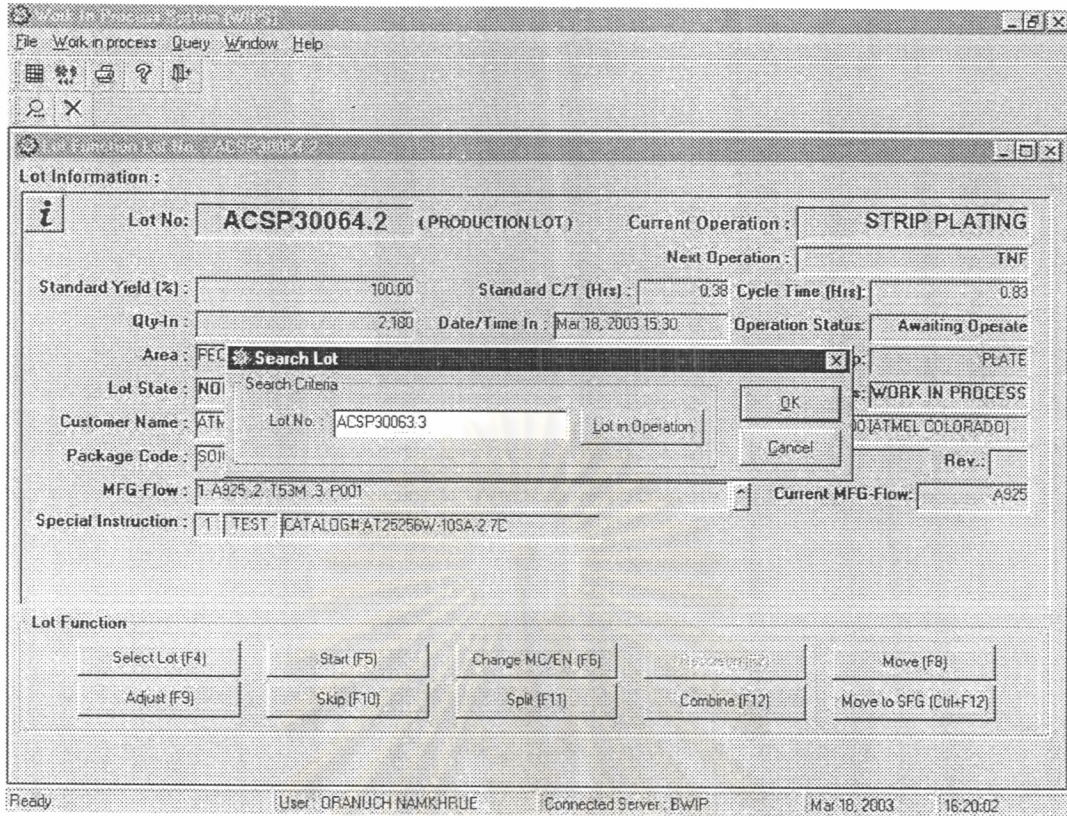 Work In Process System (WIPS)
File Work in process Query Window Help
Lot Function Lot No. : ACSP30064.2
Lot Information :
i Lot No: ACSP30064.2 ( PRODUCTION LOT ) Current Operation : STRIP PLATING
Next Operation : TNF
Standard Yield (%) : 100.00 Standard C/T (Hrs) : 0.38 Cycle Time (Hrs): 0.83
Qty-In : 2,180 Date/Time In : Mar 18, 2003 15:30 Operation Status: Awaiting Operate
Area : Search Lot PLATE
Lot State : Search Criteria OK WORK IN PROCESS
Customer Name : Lot No. : ACSP30063.3 Lot in Operation [ATMEL COLORADO]
Package Code : Cancel Rev.:
MFG-Flow : 1. A925 ,2. T53M ,3. P001 Current MFG-Flow: A925
Special Instruction : 1 TEST CATALOG# AT25256W-10SA-2.7C
Lot Function
Select Lot (F4) Start (F5) Change MC/EN (F6) Move (F8)
Adjust (F9) Skip (F10) Split (F11) Combine (F12) Move to SFG (Ctrl+F12)
Ready User : ORANUCH NAMKHRUE Connected Server : BWIP Mar 18, 2003 16:20:02